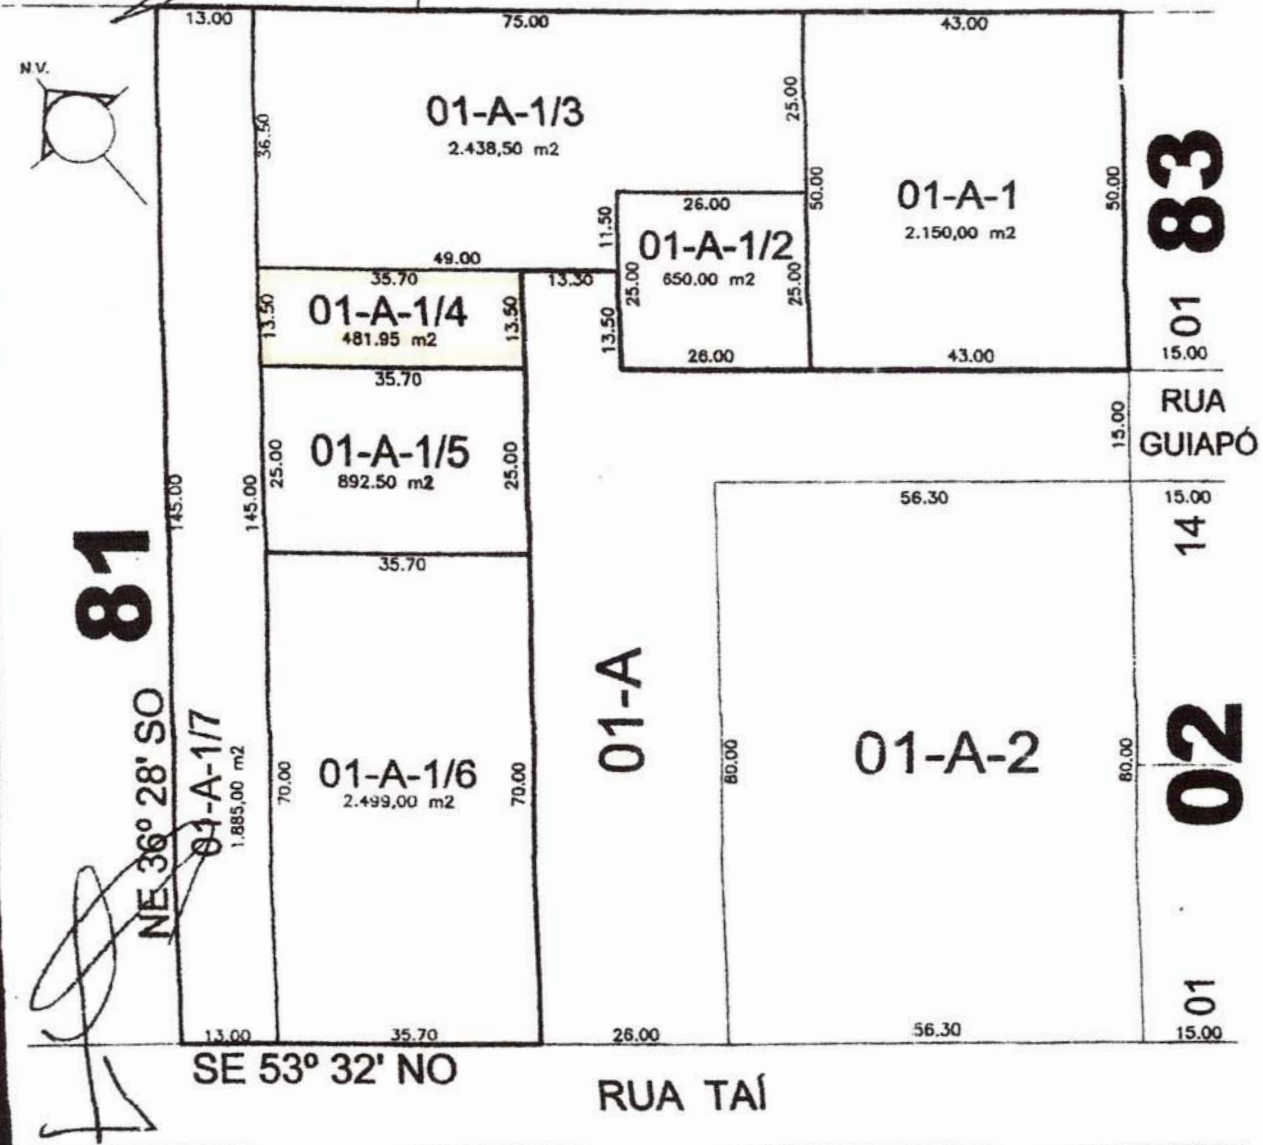 13.00
75.00
43.00
N.V.
36.50
01-A-1/3
2.438,50 m2
25.00
50.00
01-A-1
2.150,00 m2
50.00
83
01
15.00
26.00
11.50
01-A-1/2
650.00 m2
25.00
25.00
13.50
26.00
43.00
49.00
35.70
13.30
13.50
01-A-1/4
481.95 m2
13.50
35.70
RUA
GUIAPÓ
15.00
25.00
01-A-1/5
892.50 m2
25.00
35.70
145.00
145.00
81
56.30
15.00
14
NE 36º 28' SO
01-A-1/7
1.885,00 m2
70.00
01-A-1/6
2.499,00 m2
70.00
01-A
80.00
01-A-2
80.00
02
01
13.00
35.70
26.00
56.30
15.00
SE 53º 32' NO
RUA TAÍ